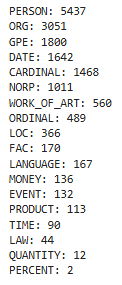 PERSON: 5437
ORG: 3051
GPE: 1800
DATE: 1642
CARDINAL: 1468
NORP: 1011
WORK_OF_ART: 560
ORDINAL: 489
LOC: 366
FAC: 170
LANGUAGE: 167
MONEY: 136
EVENT: 132
PRODUCT: 113
TIME: 90
LAW: 44
QUANTITY: 12
PERCENT: 2